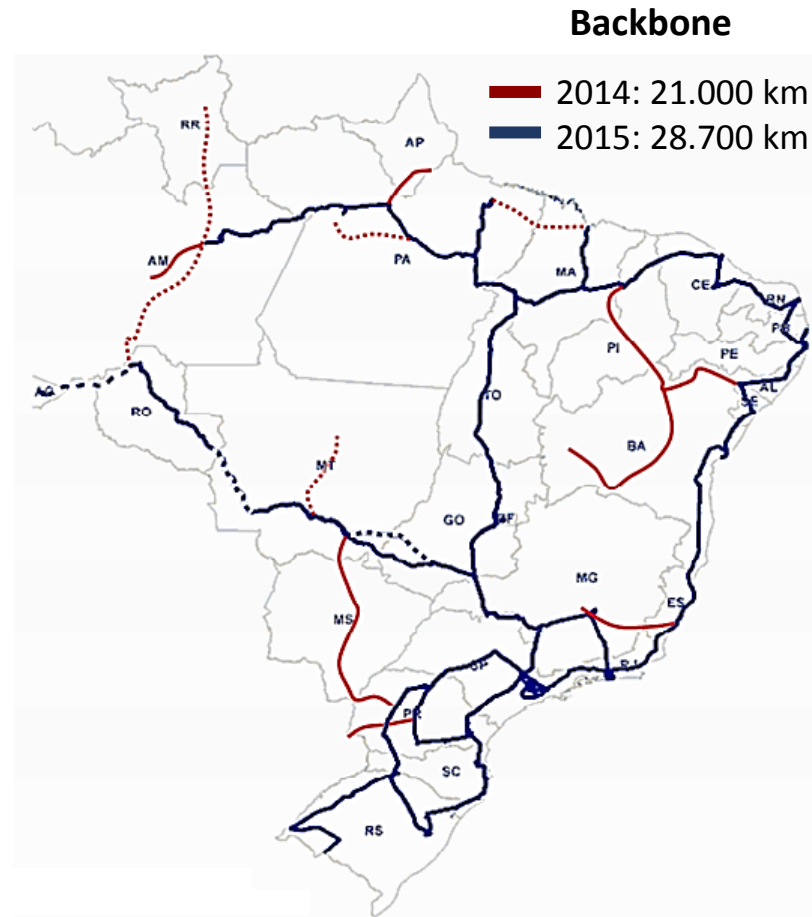 Backbone
2014: 21.000 km
2015: 28.700 km
RR
AP
AM
PA
MA
CE
RN
PB
PI
PE
AL
SE
TO
RO
BA
MT
GO
DF
MG
ES
MS
SP
RJ
PR
SC
RS